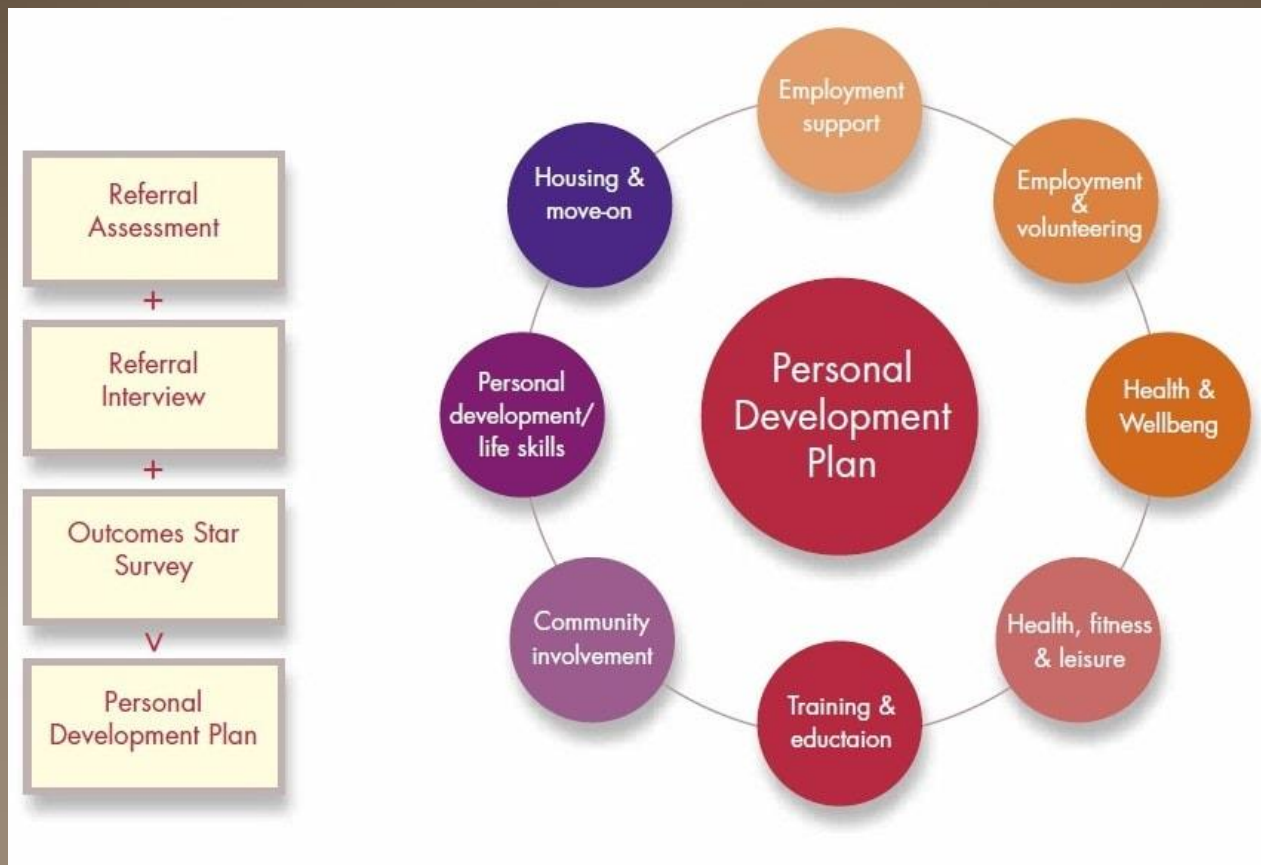 Referral
Assessment
+
Referral
Interview
+
Outcomes Star
Survey
v
Personal
Development Plan
Employment
support
Employment
&
volunteering
Health &
Wellbeng
Health, fitness
& leisure
Training &
eductaion
Community
involvement
Personal
development/
life skills
Housing &
move-on
Personal
Development
Plan